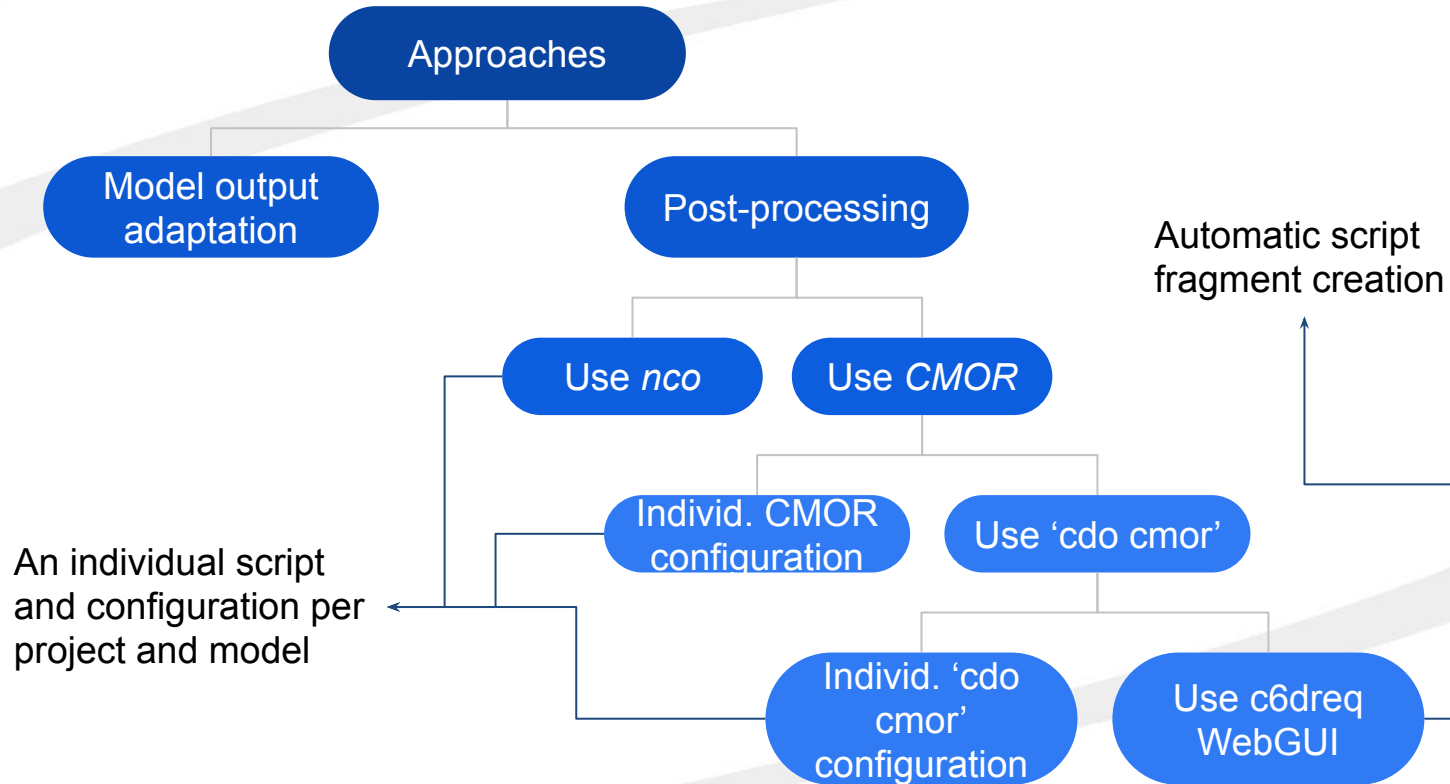 Approaches
Model output
adaptation
Post-processing
Automatic script
fragment creation
Use nco
Use CMOR
Individ. CMOR
configuration
Use ‘cdo cmor’
An individual script
and configuration per
project and model
Individ. ‘cdo
cmor’
configuration
Use c6dreq
WebGUI